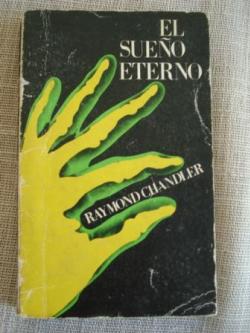 EL
SUEÑO
ETERNO
RAYMOND CHANDLER